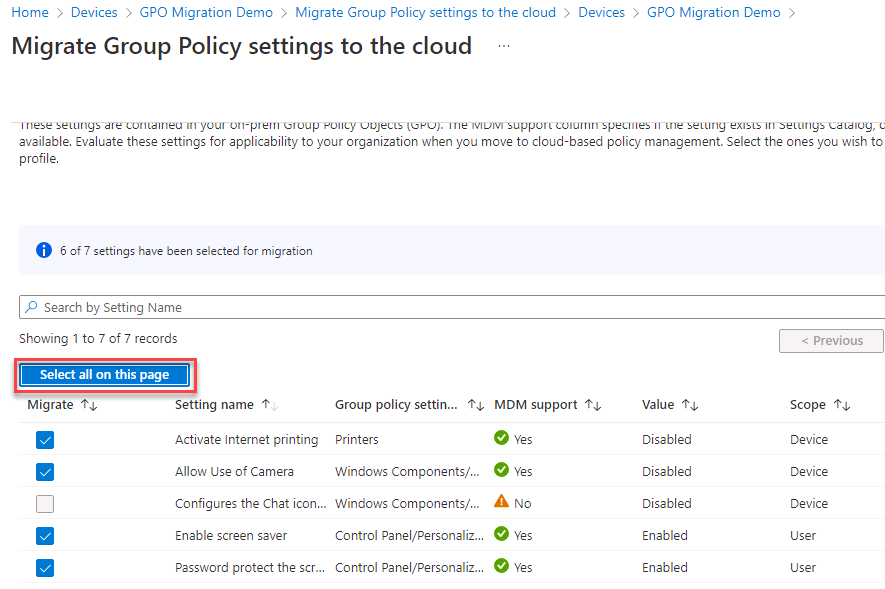 Home > Devices > GPO Migration Demo > Migrate Group Policy settings to the cloud > Devices > GPO Migration Demo >
Migrate Group Policy settings to the cloud ...
These settings are contained in your on-prem Group Policy Objects (GPO). The MDM support column specifies if the setting exists in Settings Catalog,
available. Evaluate these settings for applicability to your organization when you move to cloud-based policy management. Select the ones you wish to
profile.
6 of 7 settings have been selected for migration
Search by Setting Name
Showing 1 to 7 of 7 records
< Previous
Select all on this page
Migrate ↑↓ Setting name ↑↓ Group policy settin... ↑↓ MDM support ↑↓ Value ↑↓ Scope ↑↓
Activate Internet printing Printers Yes Disabled Device
Allow Use of Camera Windows Components/... Yes Disabled Device
Configures the Chat icon... Windows Components/... No Disabled Device
Enable screen saver Control Panel/Personaliz... Yes Enabled User
Password protect the scr... Control Panel/Personaliz... Yes Enabled User